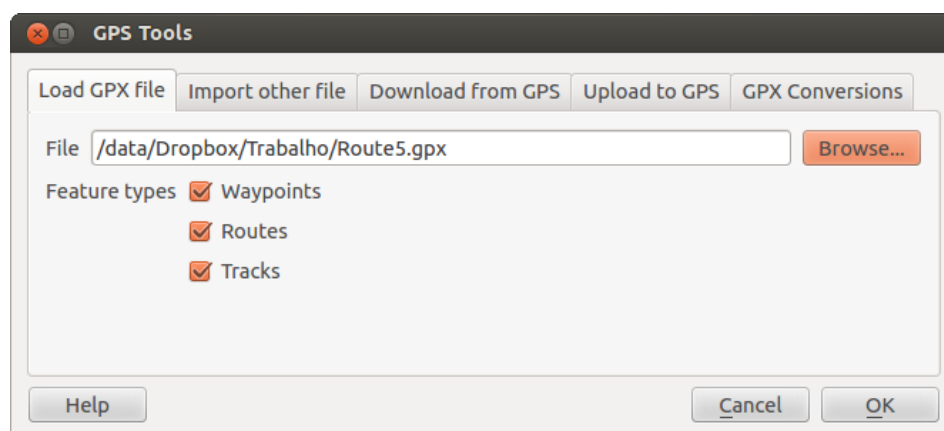 GPS Tools
Load GPX file Import other file Download from GPS Upload to GPS GPX Conversions
File /data/Dropbox/Trabalho/Route5.gpx Browse...
Feature types Waypoints
Routes
Tracks
Help Cancel OK